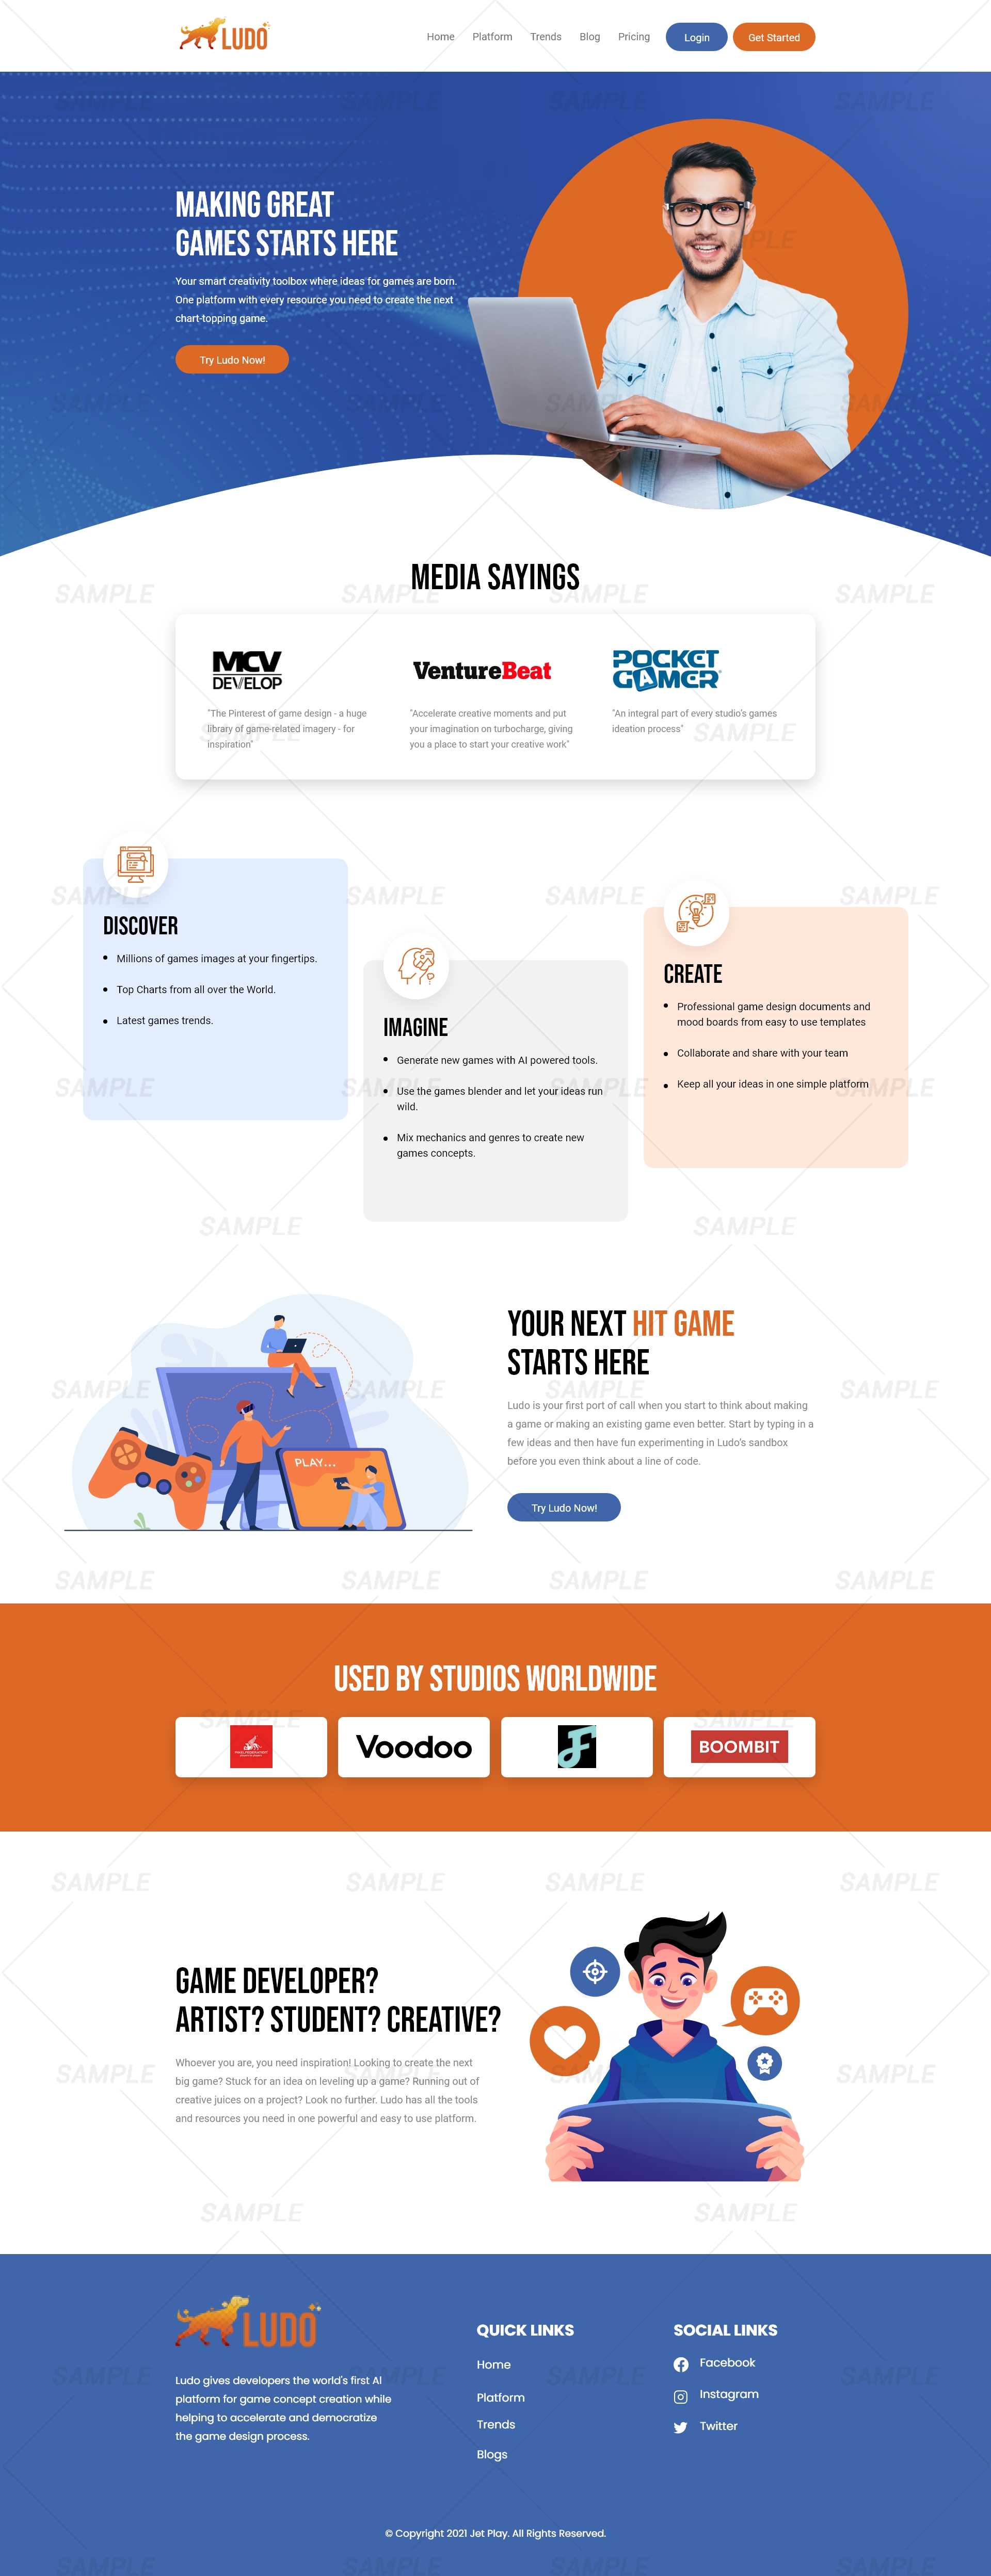 LUDO
Home Platform Trends Blog Pricing Login Get Started
MAKING GREAT
GAMES STARTS HERE
Your smart creativity toolbox where ideas for games are born.
One platform with every resource you need to create the next
chart-topping game.
Try Ludo Now!
MEDIA SAYINGS
MCV
DEVELOP
"The Pinterest of game design - a huge
library of game-related imagery - for
inspiration"
VentureBeat
"Accelerate creative moments and put
your imagination on turbocharge, giving
you a place to start your creative work"
POCKET
GAMER
"An integral part of every studio's games
ideation process"
DISCOVER
Millions of games images at your fingertips.
Top Charts from all over the World.
Latest games trends.
IMAGINE
Generate new games with AI powered tools.
Use the games blender and let your ideas run
wild.
Mix mechanics and genres to create new
games concepts.
CREATE
Professional game design documents and
mood boards from easy to use templates
Collaborate and share with your team
Keep all your ideas in one simple platform
PLAY...
YOUR NEXT HIT GAME
STARTS HERE
Ludo is your first port of call when you start to think about making
a game or making an existing game even better. Start by typing in a
few ideas and then have fun experimenting in Ludo's sandbox
before you even think about a line of code.
Try Ludo Now!
USED BY STUDIOS WORLDWIDE
Voodoo
BOOMBIT
GAME DEVELOPER?
ARTIST? STUDENT? CREATIVE?
Whoever you are, you need inspiration! Looking to create the next
big game? Stuck for an idea on leveling up a game? Running out of
creative juices on a project? Look no further. Ludo has all the tools
and resources you need in one powerful and easy to use platform.
LUDO
Ludo gives developers the world's first AI
platform for game concept creation while
helping to accelerate and democratize
the game design process.
QUICK LINKS
Home
Platform
Trends
Blogs
SOCIAL LINKS
Facebook
Instagram
Twitter
© Copyright 2021 Jet Play. All Rights Reserved.
SAMPLE